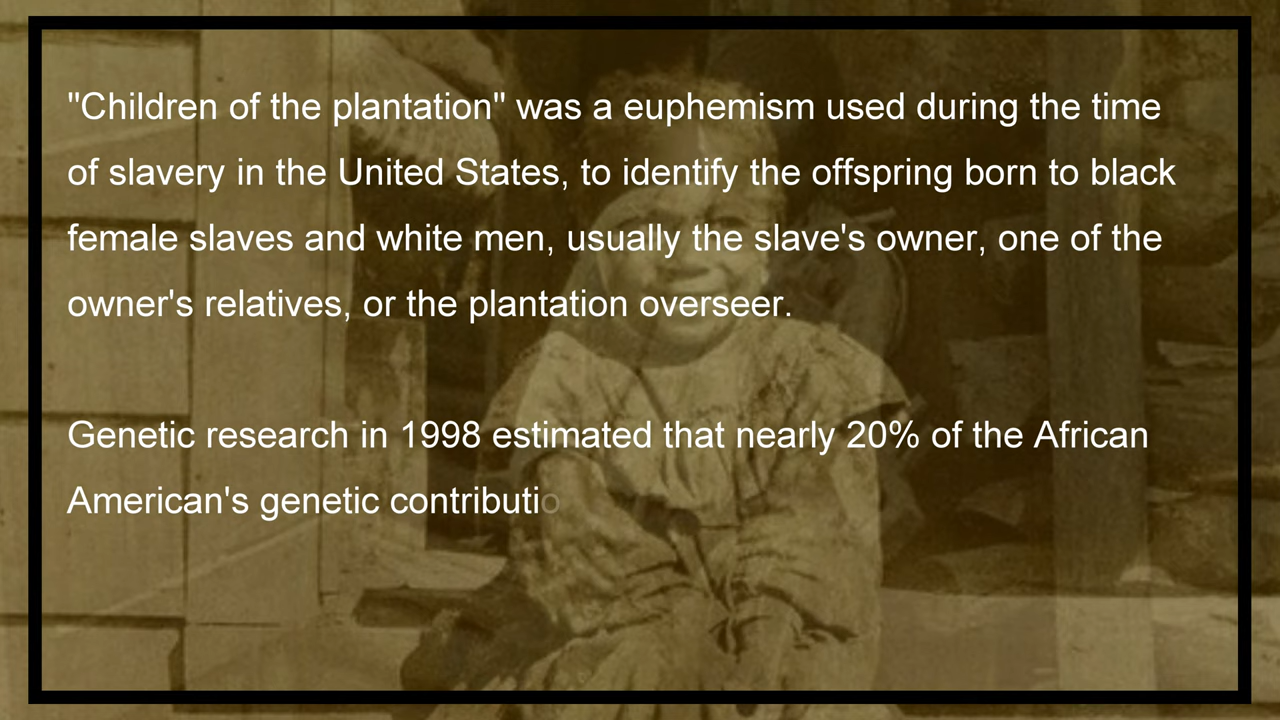 "Children of the plantation" was a euphemism used during the time
of slavery in the United States, to identify the offspring born to black
female slaves and white men, usually the slave's owner, one of the
owner's relatives, or the plantation overseer.
Genetic research in 1998 estimated that nearly 20% of the African
American's genetic contributio